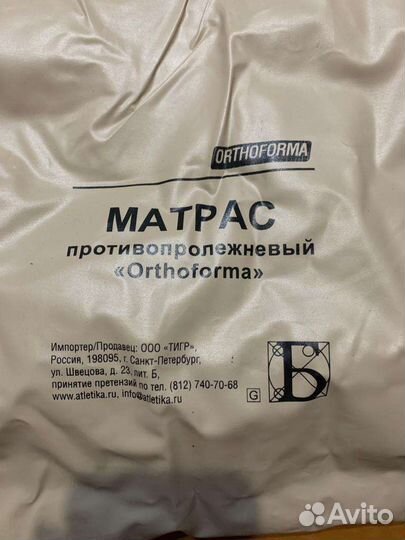 ORTHOFORMA
МАТРАС
противопролежневый
«Orthoforma»
Импортер/Продавец: ООО «ТИГР»,
Россия, 198095, г. Санкт-Петербург,
ул. Швецова, д. 23, лит. Б,
принятие претензий по тел. (812) 740-70-68
www.atletika.ru, info@atletika.ru
G
Б
Avito